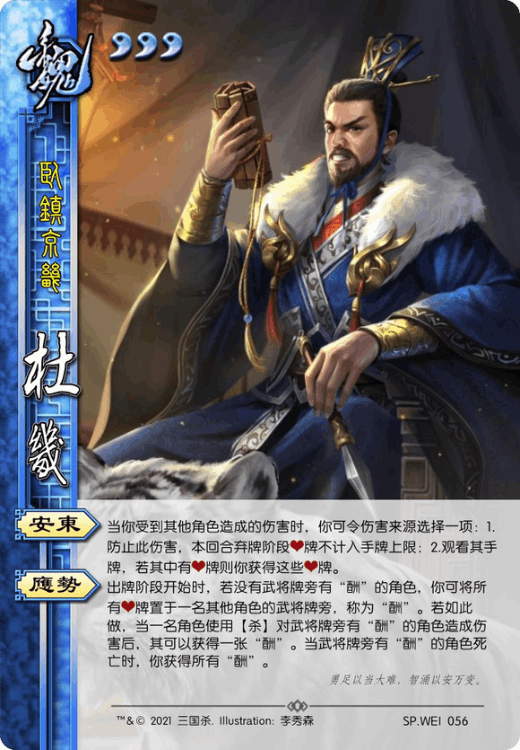 魏
臥鎮京畿
杜畿
安東
当你受到其他角色造成的伤害时，你可令伤害来源选择一项：1.
防止此伤害，本回合弃牌阶段♥牌不计入手牌上限；2.观看其手
牌，若其中有♥牌则你获得这些♥牌。
應势
出牌阶段开始时，若没有武将牌旁有“酬”的角色，你可将所
有♥牌置于一名其他角色的武将牌旁，称为“酬”。若如此
做，当一名角色使用【杀】对武将牌旁有“酬”的角色造成伤
害后，其可以获得一张“酬”。当武将牌旁有“酬”的角色死
亡时，你获得所有“酬”。
勇足以当大难，智涌以安万变。
™&© 2021 三国杀. Illustration: 李秀森
SP.WEI 056